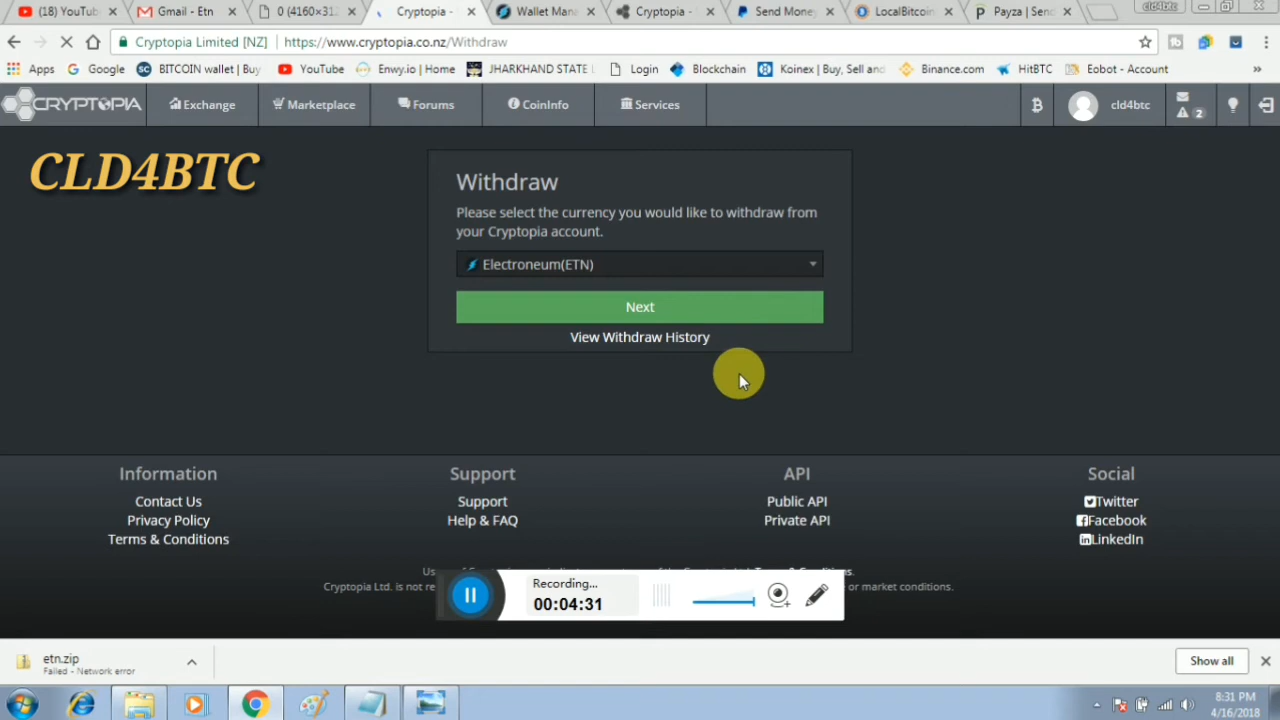 (18) YouTub
Gmail - Etn
0 (4160×31
Cryptopia -
Wallet Mana
Cryptopia -
Send Money
LocalBitcoin
Payza | Send
cld4btc
Cryptopia Limited [NZ]
https://www.cryptopia.co.nz/Withdraw
Apps
Google
BITCOIN wallet | Buy
YouTube
Enwy.io | Home
JHARKHAND STATE
Login
Blockchain
Koinex | Buy, Sell and
Binance.com
HitBTC
Eobot - Account
»
CRYPTOPIA
Exchange
Marketplace
Forums
CoinInfo
Services
cld4btc
2
CLD4BTC
Withdraw
Please select the currency you would like to withdraw from
your Cryptopia account.
Electroneum(ETN)
Next
View Withdraw History
Information
Support
API
Social
Contact Us
Support
Public API
Twitter
Privacy Policy
Help & FAQ
Private API
Facebook
Terms & Conditions
LinkedIn
Cryptopia Ltd. is not re
or market conditions.
Recording...
00:04:31
etn.zip
Failed - Network error
Show all
8:31 PM
4/16/2018